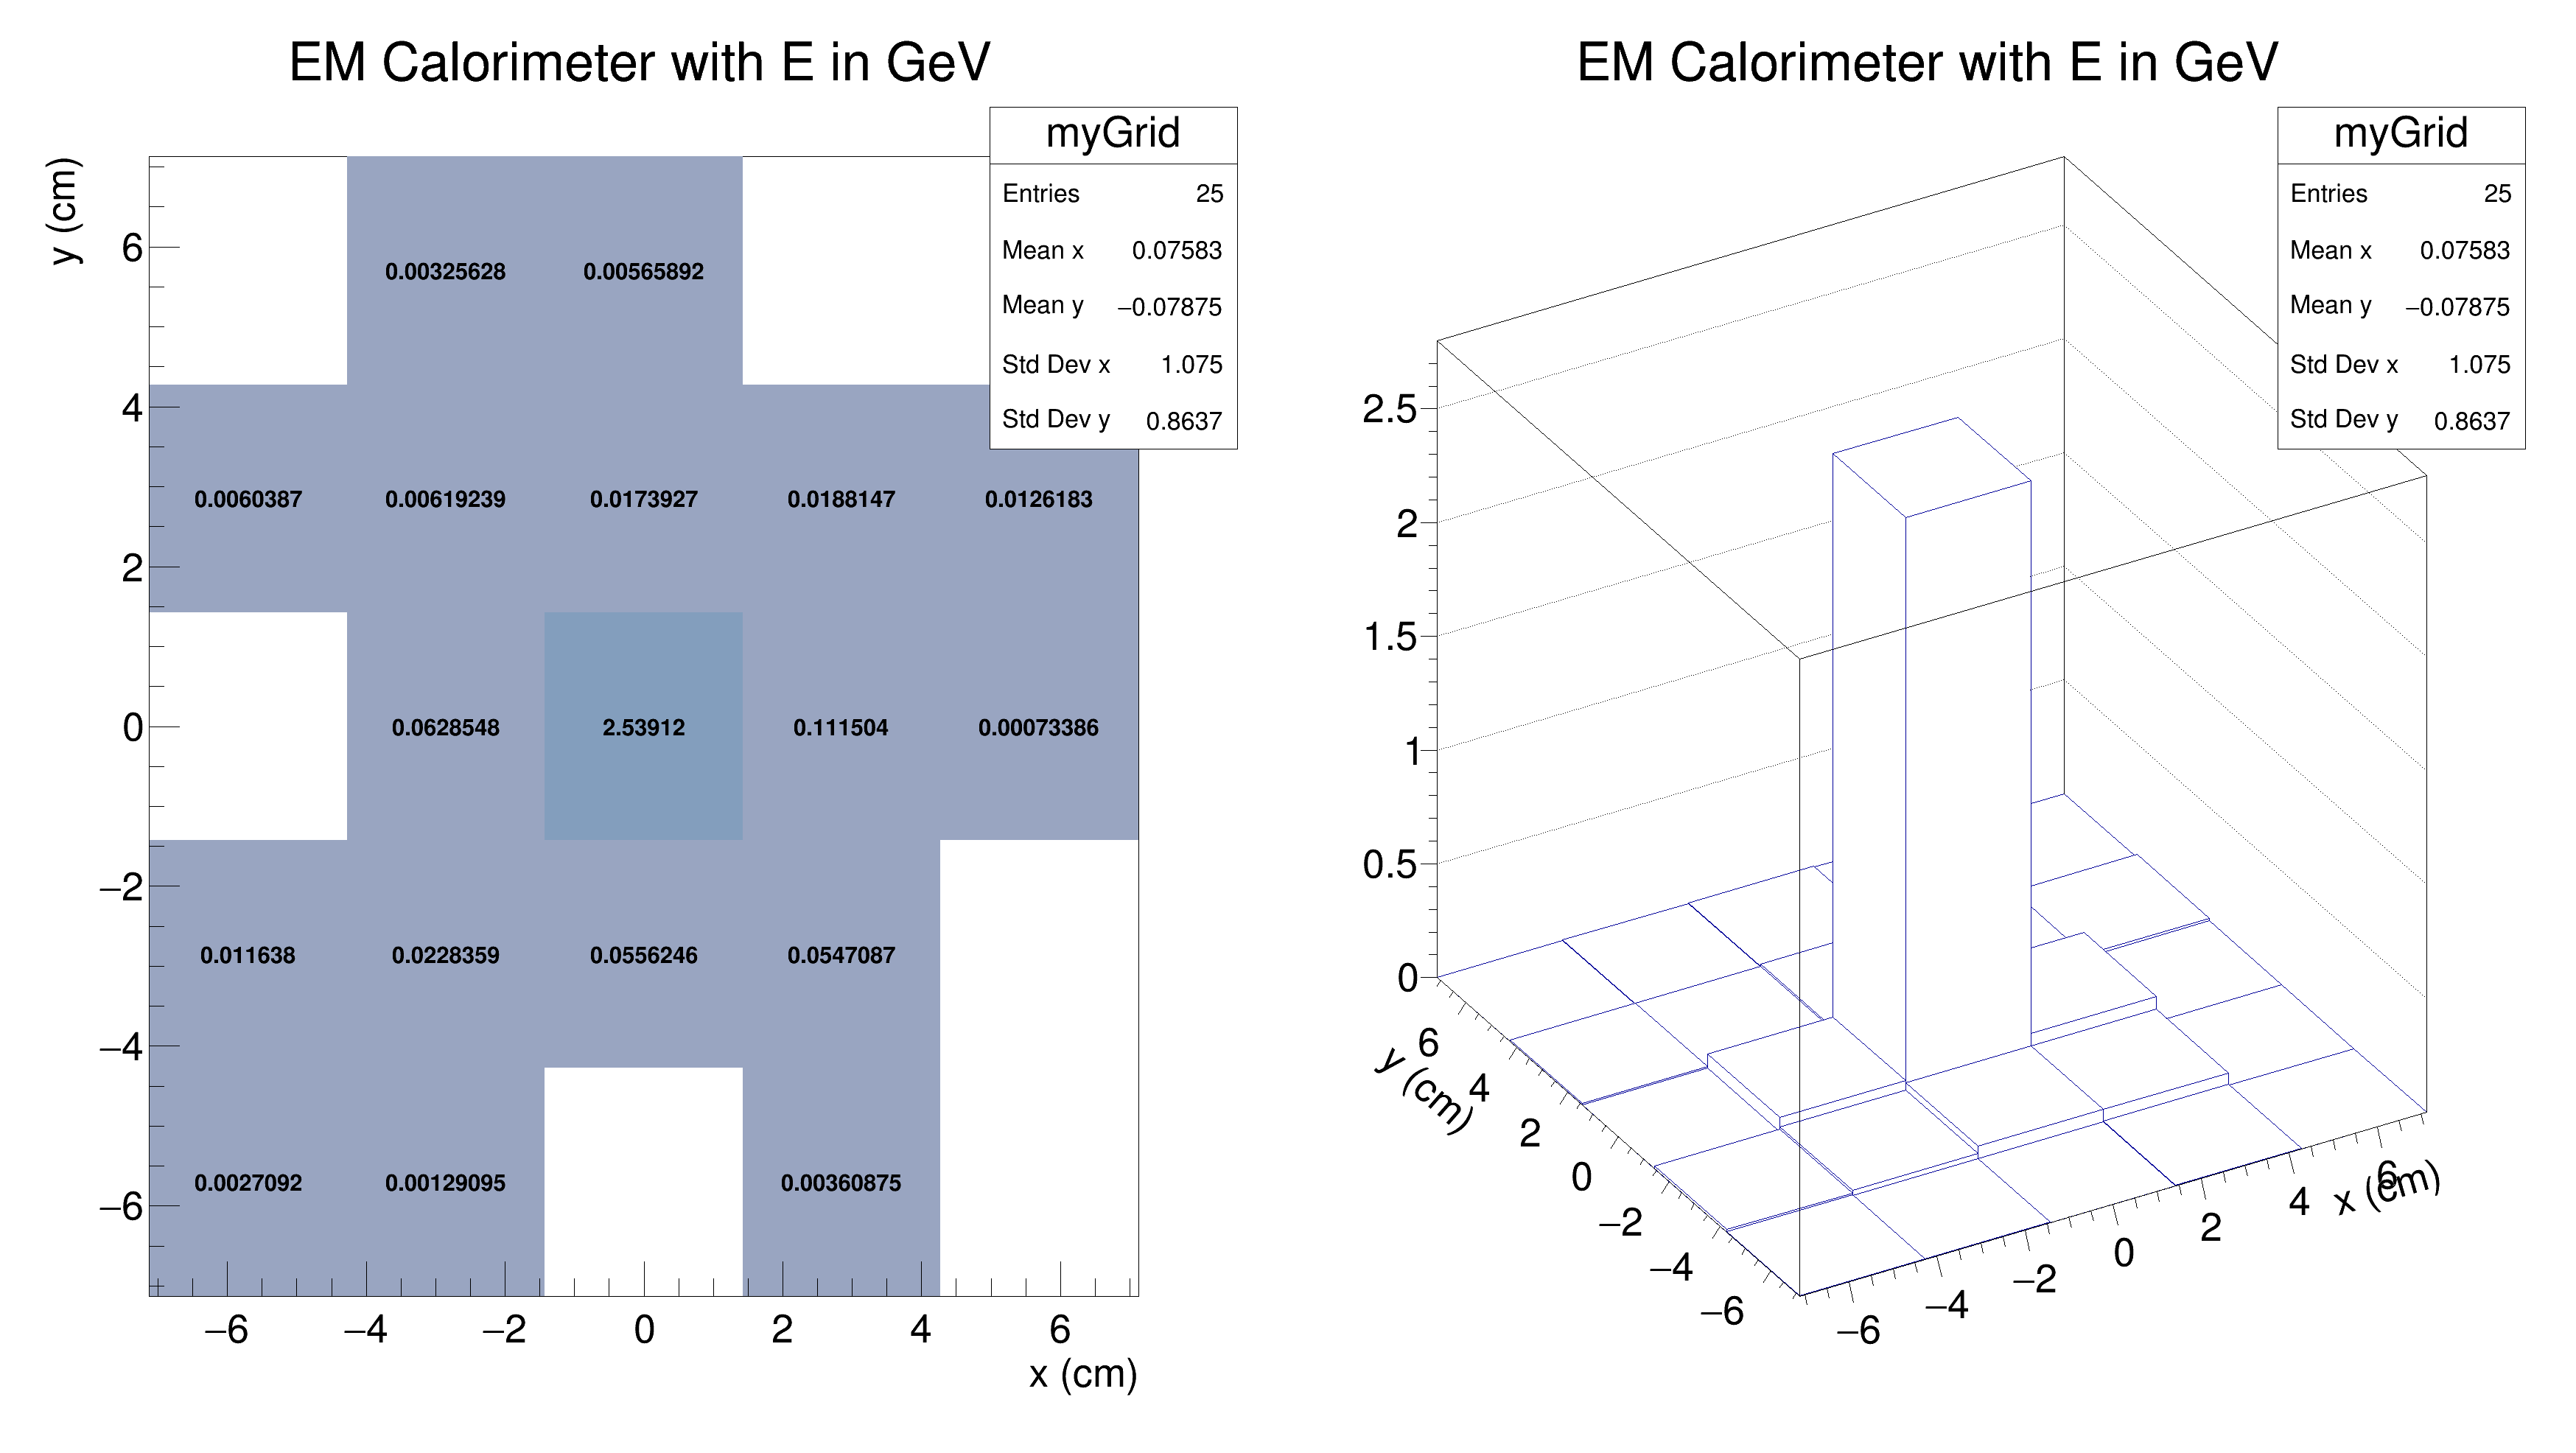 EM Calorimeter with E in GeV
myGrid
Entries 25
Mean x 0.07583
Mean y −0.07875
Std Dev x 1.075
Std Dev y 0.8637
y (cm)
6
4
2
0
−2
−4
−6
0.00325628 0.00565892
0.0060387 0.00619239 0.0173927 0.0188147 0.0126183
0.0628548 2.53912 0.111504 0.00073386
0.011638 0.0228359 0.0556246 0.0547087
0.0027092 0.00129095 0.00360875
−6 −4 −2 0 2 4 6
x (cm)
EM Calorimeter with E in GeV
myGrid
Entries 25
Mean x 0.07583
Mean y −0.07875
Std Dev x 1.075
Std Dev y 0.8637
2.5
2
1.5
1
0.5
0
6
4
2
0
−2
−4
−6
y (cm)
−6
−4
−2
0
2
4
6
x (cm)